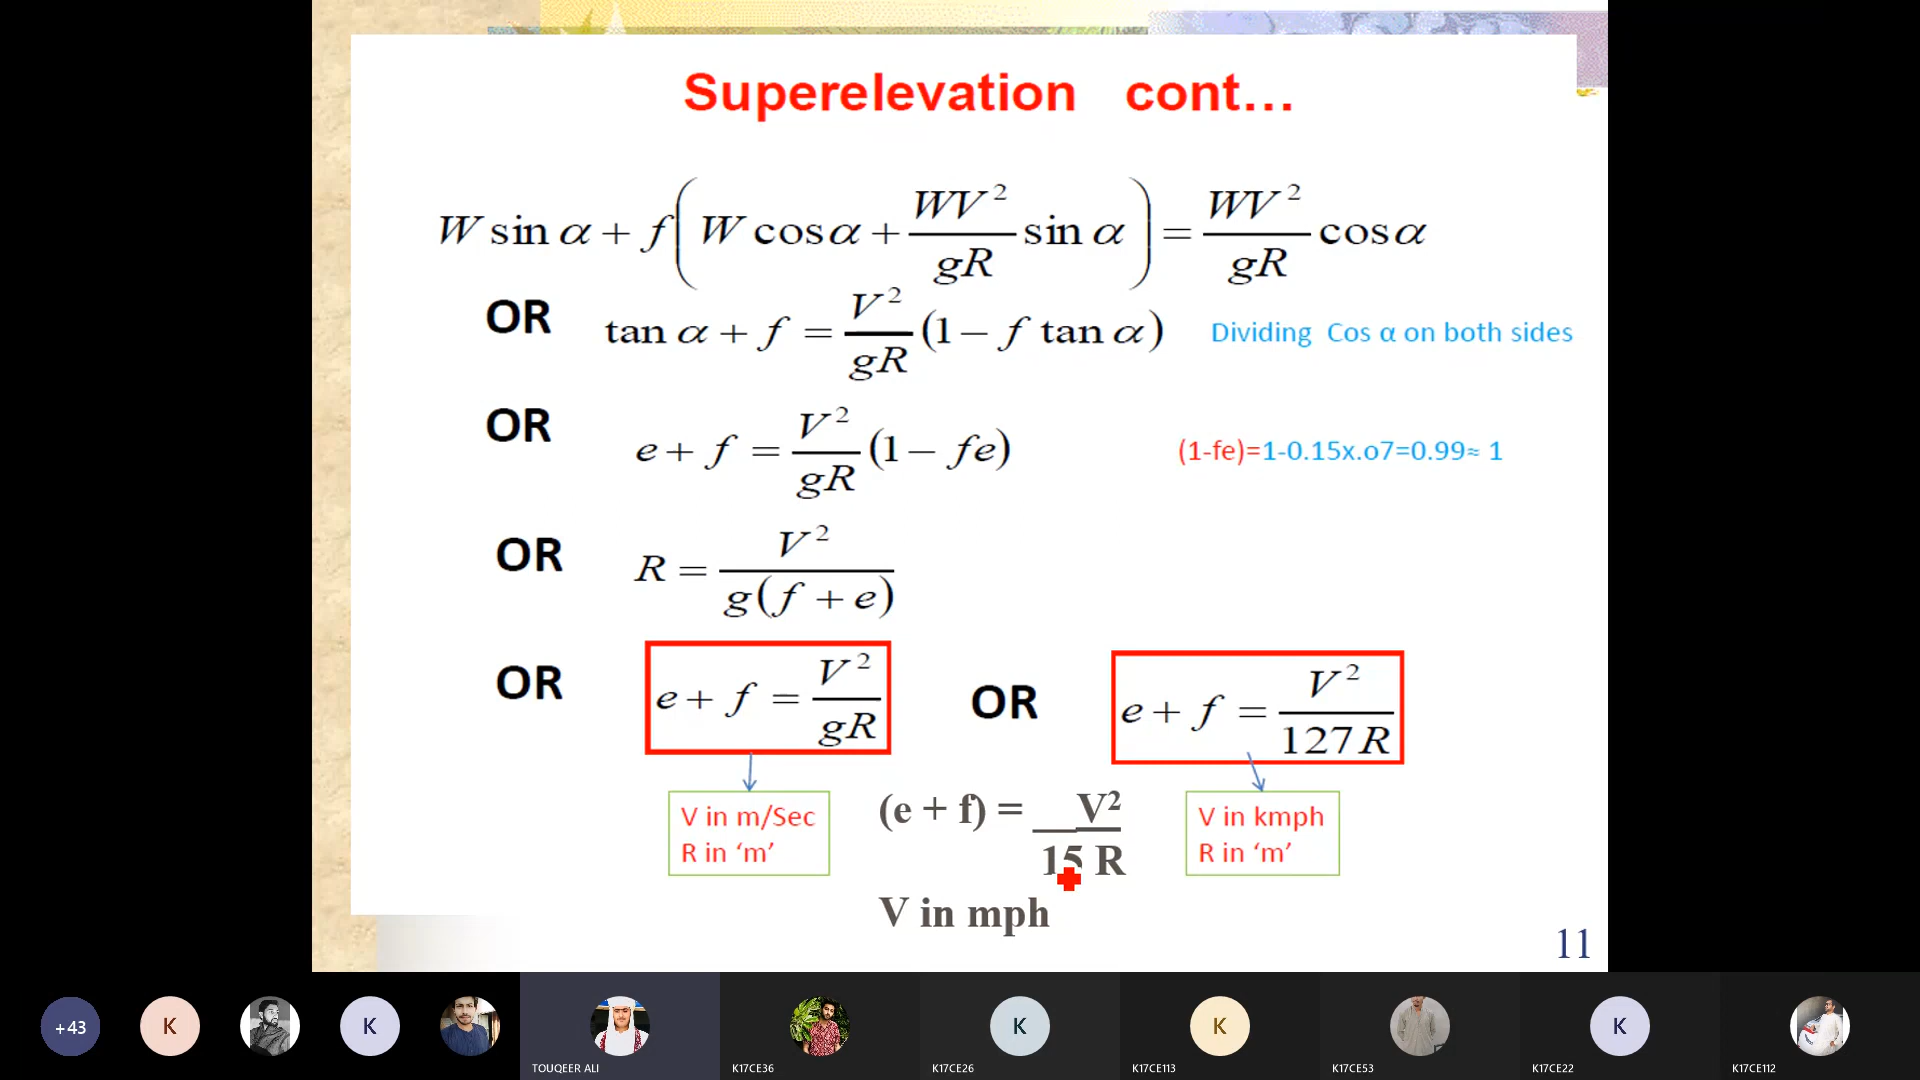 Superelevation cont...
W sin α + f ( W cos α + WV² / gR sin α ) = WV² / gR cos α
OR tan α + f = V² / gR (1 − f tan α) Dividing Cos α on both sides
OR e + f = V² / gR (1 − fe) (1-fe)=1-0.15x.o7=0.99≈ 1
OR R = V² / g(f + e)
OR e + f = V² / gR OR e + f = V² / 127 R
V in m/Sec
R in ‘m’
(e + f) = V² / 15 R
V in mph
V in kmph
R in ‘m’
11
+43
K
K
TOUQEER ALI
K17CE36
K
K17CE26
K
K17CE113
K17CE53
K
K17CE22
K17CE112